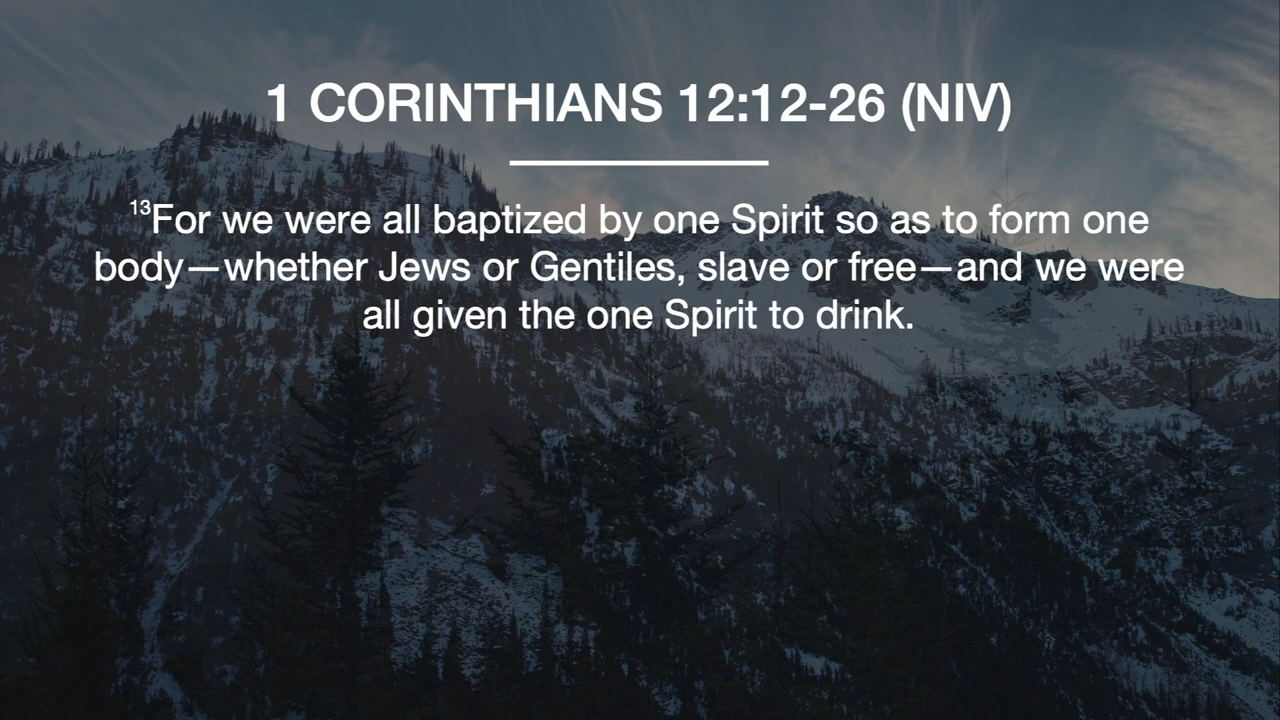 1 CORINTHIANS 12:12-26 (NIV)
¹³For we were all baptized by one Spirit so as to form one
body—whether Jews or Gentiles, slave or free—and we were
all given the one Spirit to drink.